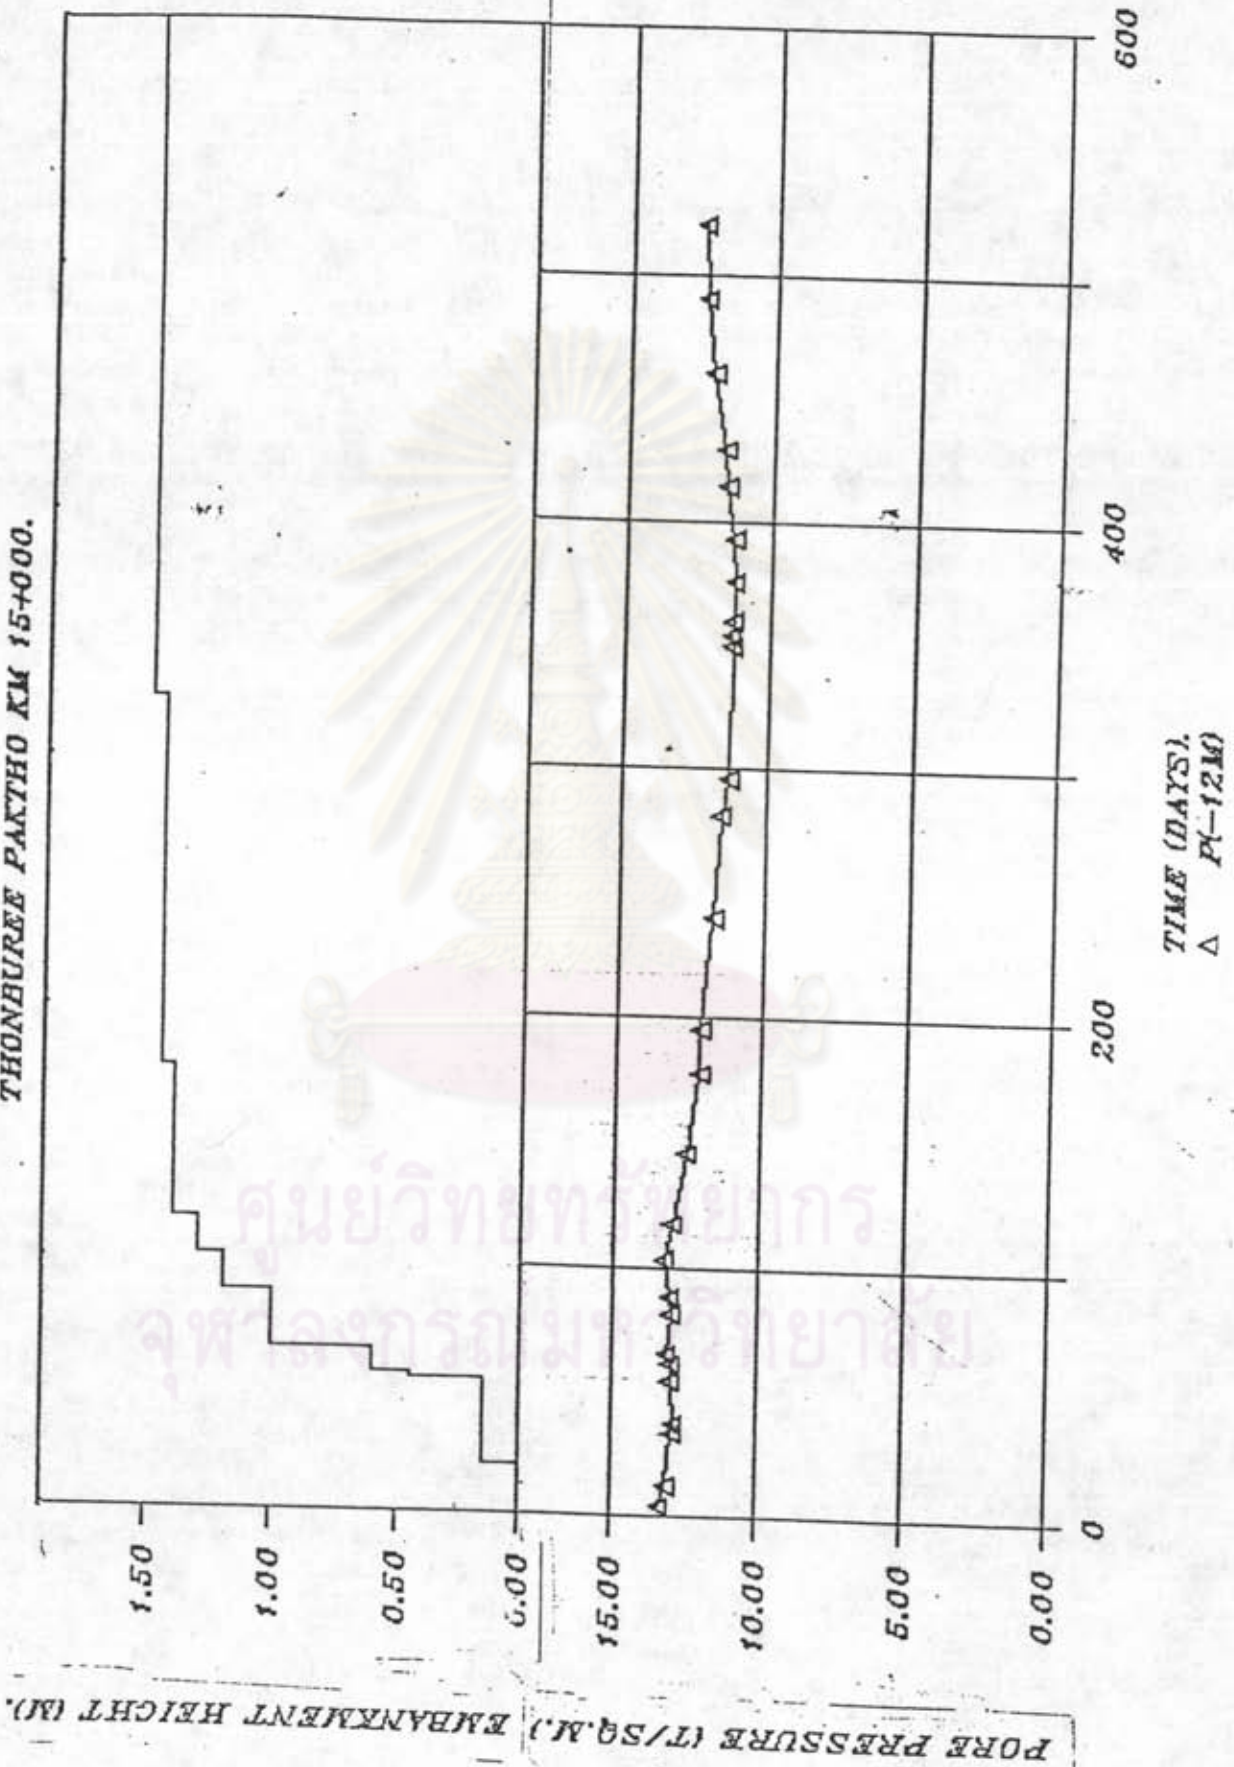 THONBUREE PAKTHO KM 15+000.
EMBANKMENT HEIGHT (M).
1.50
1.00
0.50
0.00
PORE PRESSURE (T/SQ.M.)
15.00
10.00
5.00
0.00
0
200
400
600
TIME (DAYS).
△ P(-12M)
ศูนย์วิทยทรัพยากร
จุฬาลงกรณ์มหาวิทยาลัย